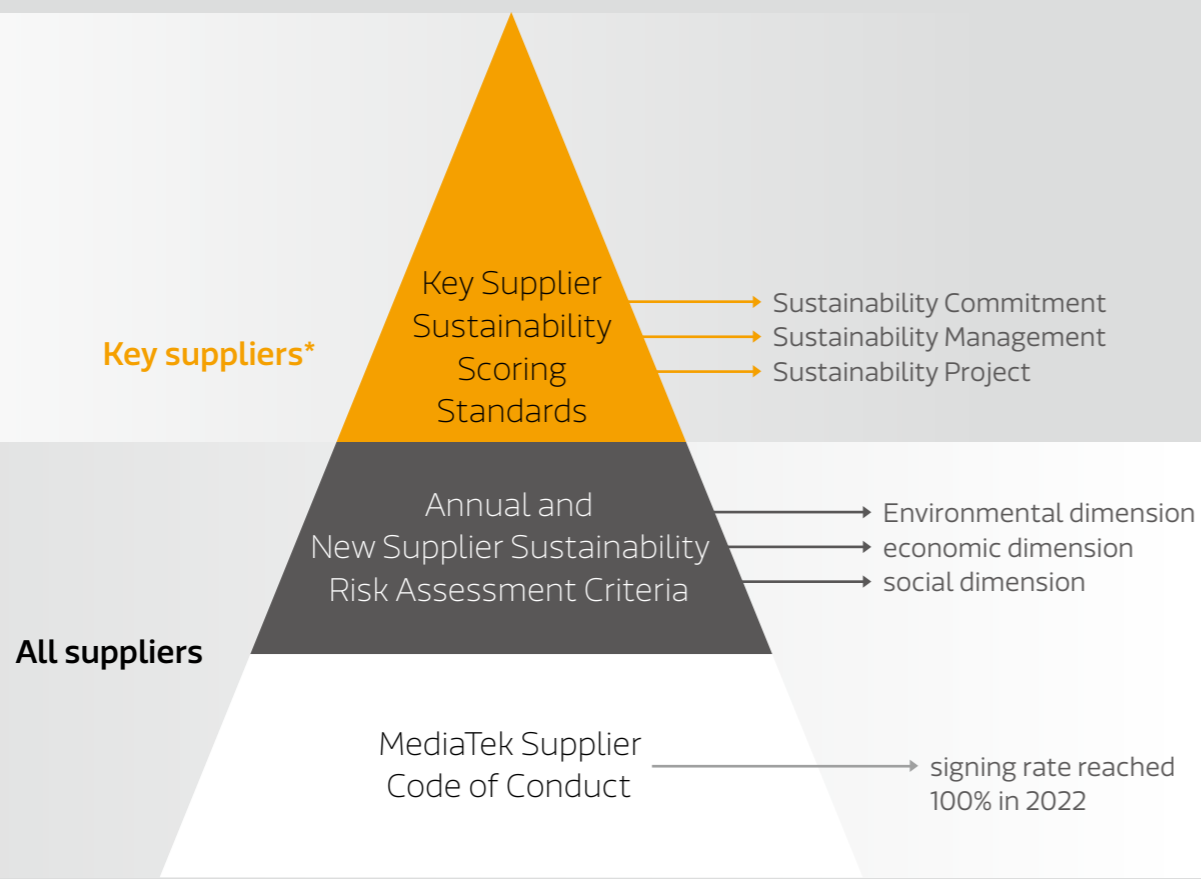 Key suppliers*
Key Supplier
Sustainability
Scoring
Standards
Sustainability Commitment
Sustainability Management
Sustainability Project
All suppliers
Annual and
New Supplier Sustainability
Risk Assessment Criteria
Environmental dimension
economic dimension
social dimension
MediaTek Supplier
Code of Conduct
signing rate reached
100% in 2022